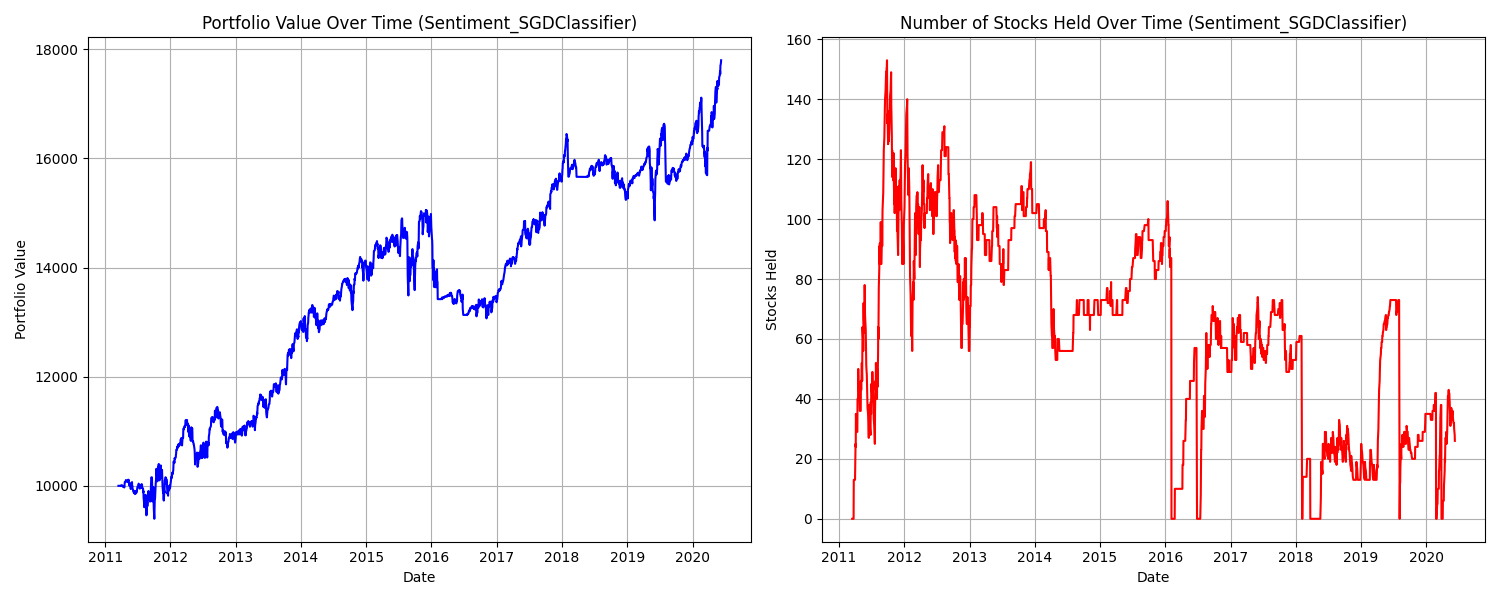 Portfolio Value Over Time (Sentiment_SGDClassifier)
Portfolio Value
18000
16000
14000
12000
10000
2011 2012 2013 2014 2015 2016 2017 2018 2019 2020
Date
Number of Stocks Held Over Time (Sentiment_SGDClassifier)
Stocks Held
160
140
120
100
80
60
40
20
0
2011 2012 2013 2014 2015 2016 2017 2018 2019 2020
Date